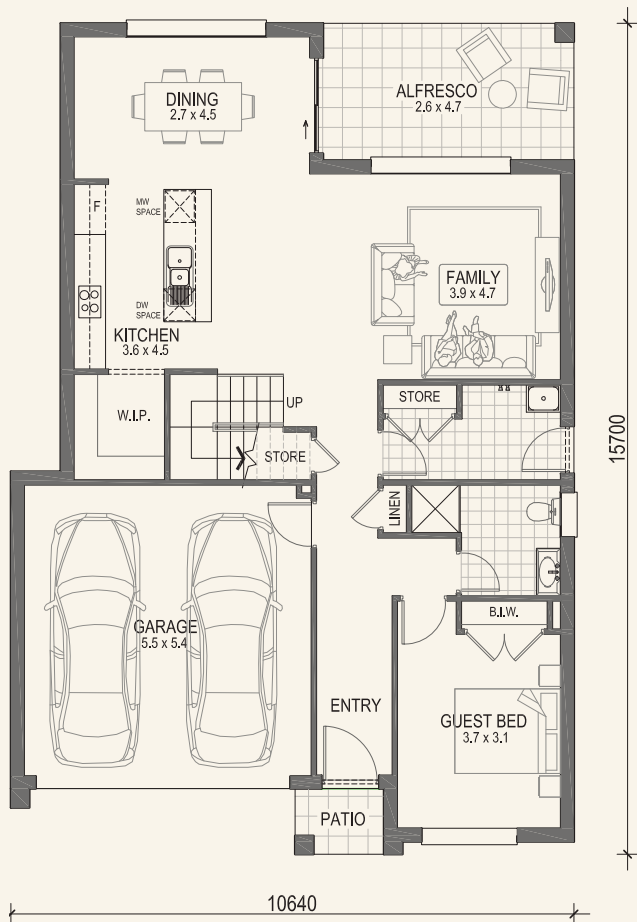 DINING
2.7 x 4.5
ALFRESCO
2.6 x 4.7
F
MW
SPACE
FAMILY
3.9 x 4.7
DW
SPACE
KITCHEN
3.6 x 4.5
W.I.P.
UP
STORE
STORE
LINEN
15700
GARAGE
5.5 x 5.4
B.I.W.
ENTRY
GUEST BED
3.7 x 3.1
PATIO
10640